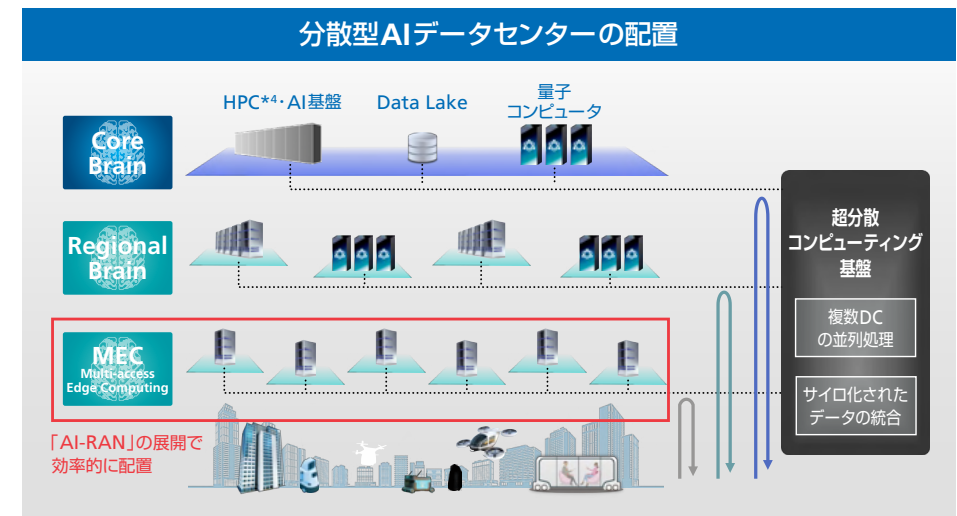 分散型AIデータセンターの配置
HPC*4・AI基盤
Data Lake
量子
コンピュータ
Core
Brain
Regional
Brain
MEC
Multi-access
Edge Computing
「AI-RAN」の展開で
効率的に配置
超分散
コンピューティング
基盤
複数DC
の並列処理
サイロ化された
データの統合